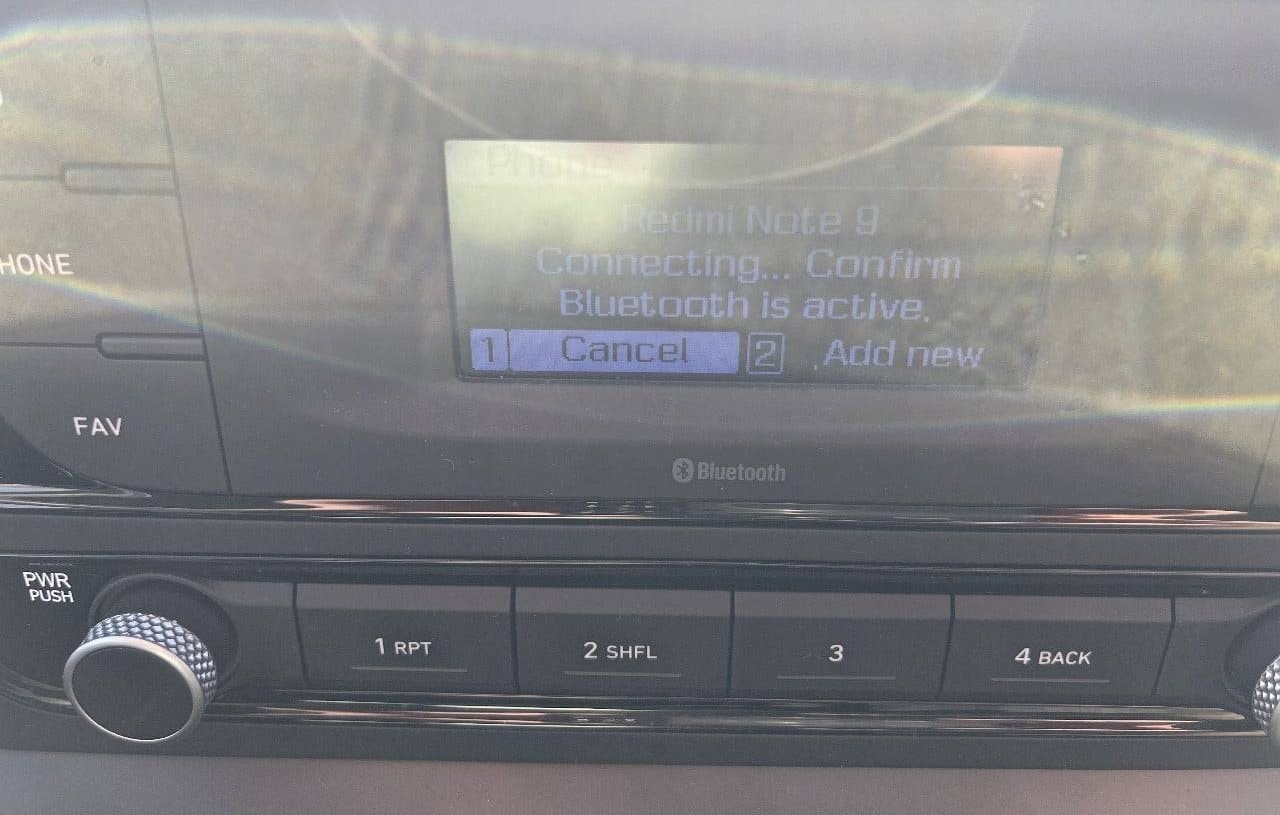 Phone
Redmi Note 9
Connecting... Confirm
Bluetooth is active.
1 Cancel 2 Add new
HONE
FAV
Bluetooth
PWR
PUSH
1 RPT
2 SHFL
3
4 BACK